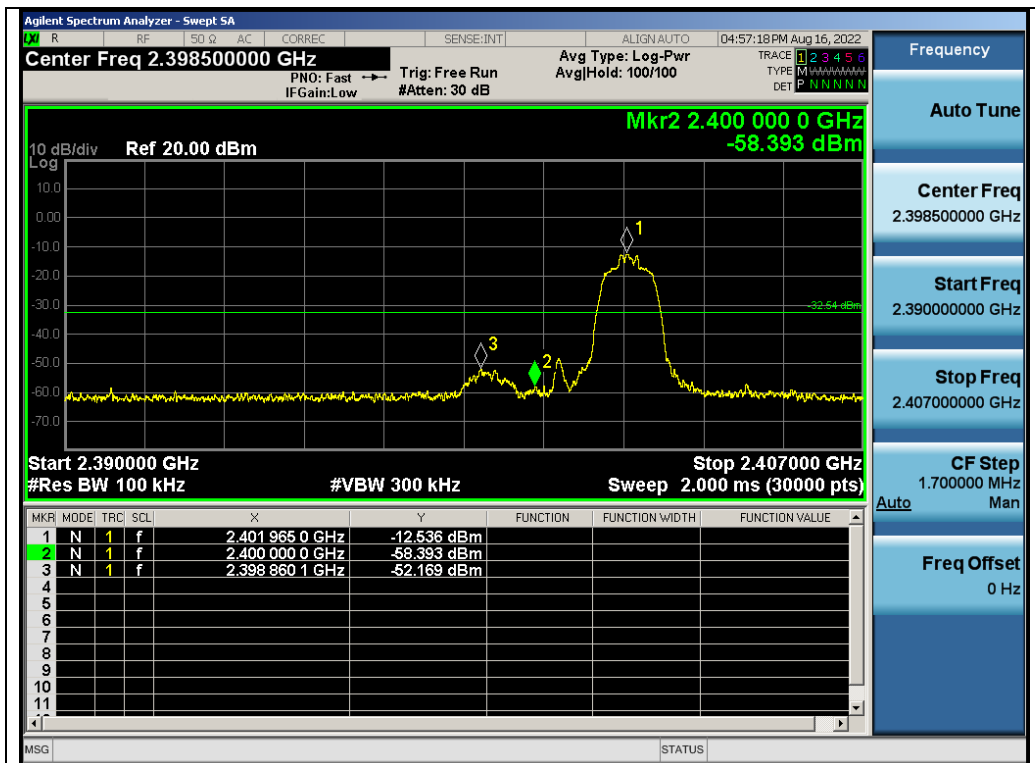 Agilent Spectrum Analyzer - Swept SA
LXI R RF 50 Ω AC CORREC SENSE:INT ALIGN AUTO 04:57:18 PM Aug 16, 2022
Center Freq 2.398500000 GHz
PNO: Fast
IFGain:Low
Trig: Free Run
#Atten: 30 dB
Avg Type: Log-Pwr
Avg|Hold: 100/100
TRACE 1 2 3 4 5 6
TYPE M
DET P N N N N N
Mkr2 2.400 000 0 GHz
-58.393 dBm
10 dB/div Ref 20.00 dBm
Log
10.0
0.00
-10.0
-20.0
-30.0
-40.0
-50.0
-60.0
-70.0
1
-32.54 dBm
3
2
Start 2.390000 GHz Stop 2.407000 GHz
#Res BW 100 kHz #VBW 300 kHz Sweep 2.000 ms (30000 pts)
MKR MODE TRC SCL X Y FUNCTION FUNCTION WIDTH FUNCTION VALUE
1 N 1 f 2.401 965 0 GHz -12.536 dBm
2 N 1 f 2.400 000 0 GHz -58.393 dBm
3 N 1 f 2.398 860 1 GHz -52.169 dBm
4
5
6
7
8
9
10
11
MSG STATUS
Frequency
Auto Tune
Center Freq
2.398500000 GHz
Start Freq
2.390000000 GHz
Stop Freq
2.407000000 GHz
CF Step
1.700000 MHz
Auto Man
Freq Offset
0 Hz